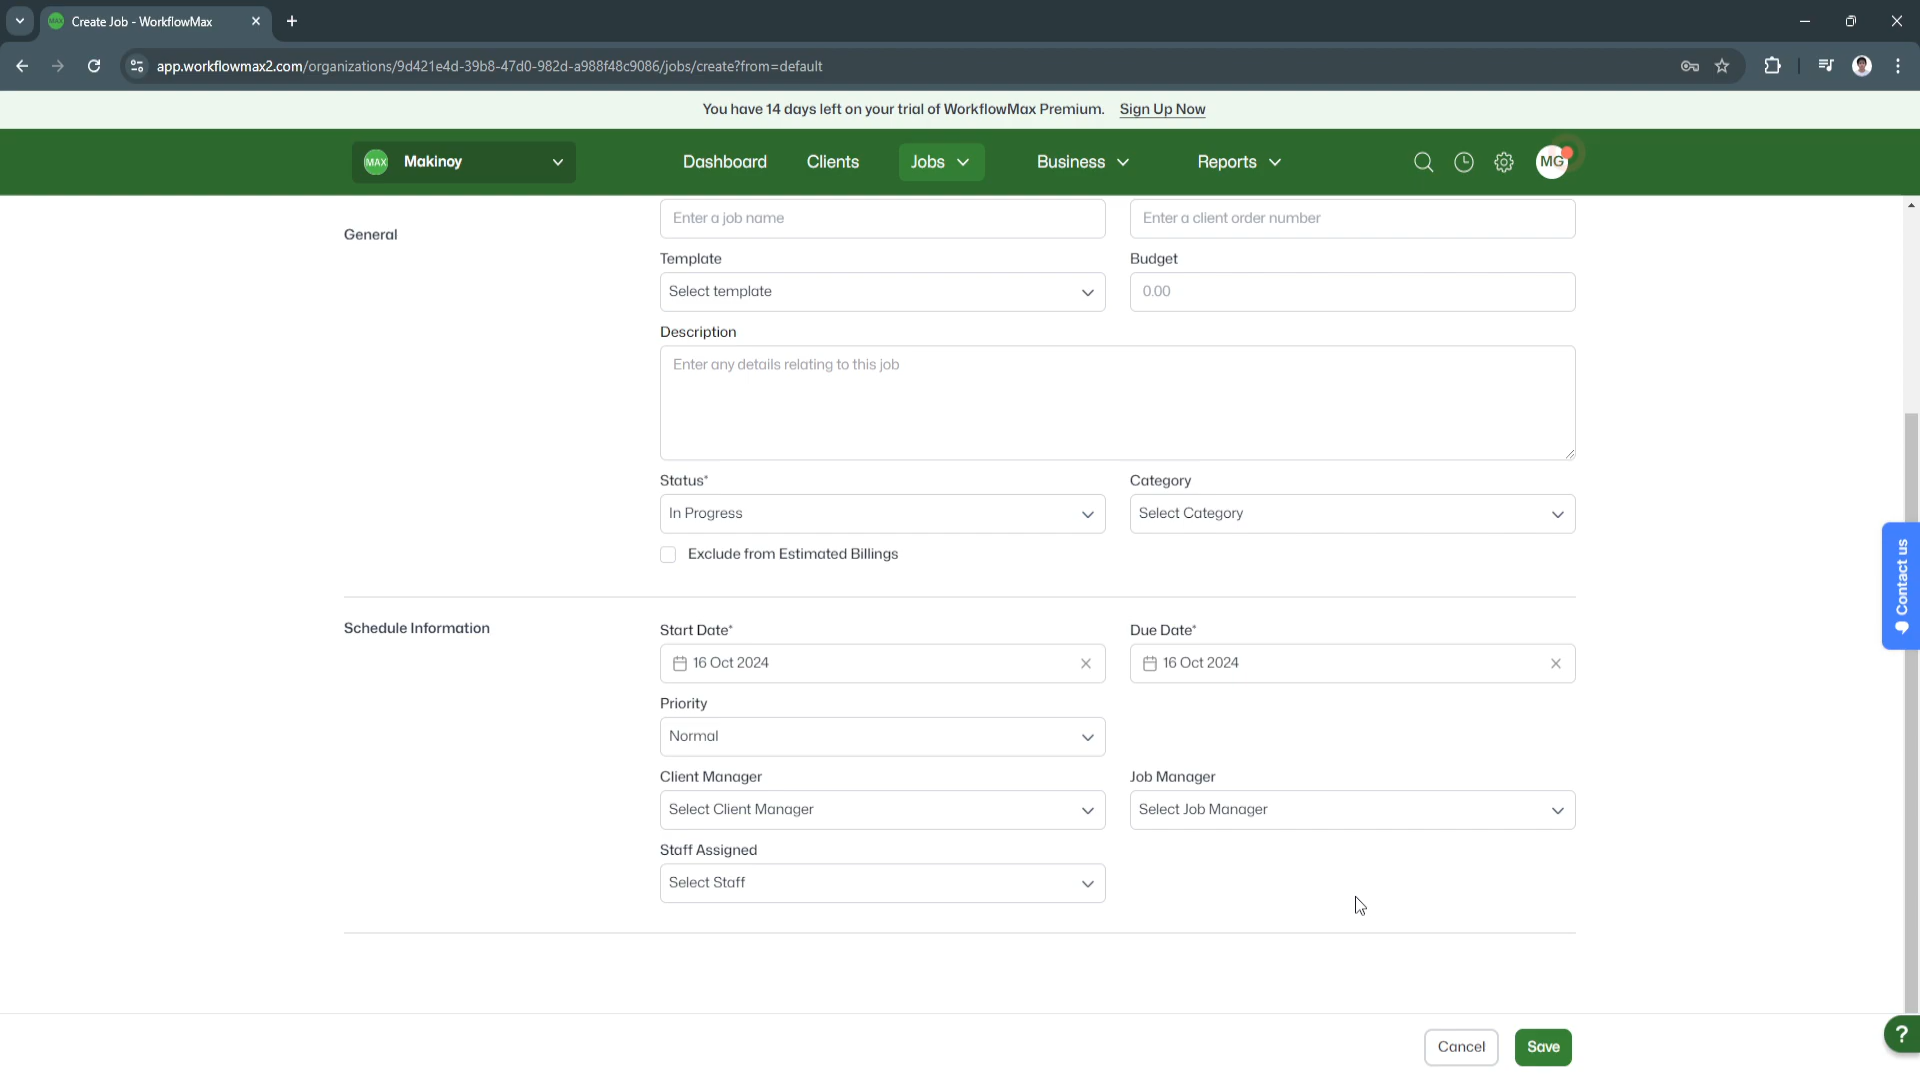 Create Job - WorkflowMax
app.workflowmax2.com/organizations/9d421e4d-39b8-47d0-982d-a988f48c9086/jobs/create?from=default
You have 14 days left on your trial of WorkflowMax Premium. Sign Up Now
MAX Makinoy Dashboard Clients Jobs Business Reports MG
General
Enter a job name Enter a client order number
Template Budget
Select template 0.00
Description
Enter any details relating to this job
Status* Category
In Progress Select Category
Exclude from Estimated Billings
Contact us
Schedule Information
Start Date* Due Date*
16 Oct 2024 16 Oct 2024
Priority
Normal
Client Manager Job Manager
Select Client Manager Select Job Manager
Staff Assigned
Select Staff
Cancel Save
?